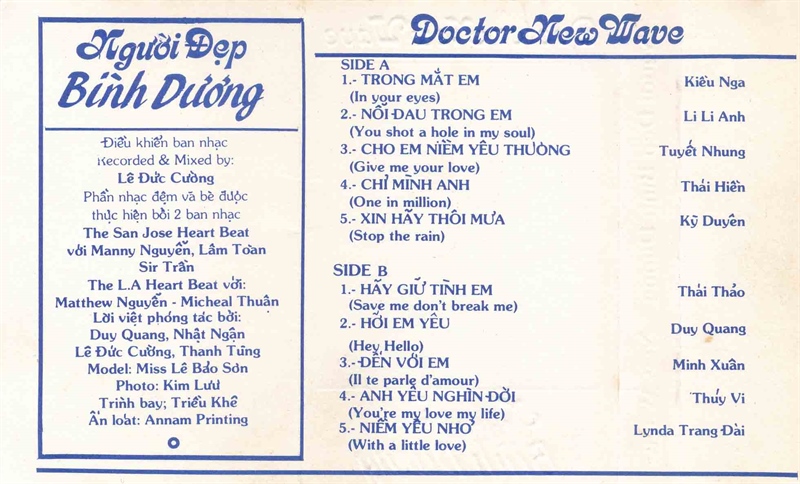 Người Đẹp
Bình Dương
Điều khiển ban nhạc
Recorded & Mixed by:
Lê Đức Cường
Phần nhạc đệm và bè được
thực hiện bởi 2 ban nhạc
The San Jose Heart Beat
với Manny Nguyễn, Lâm Toàn
Sir Trần
The L.A Heart Beat với:
Matthew Nguyễn - Micheal Thuận
Lời việt phóng tác bởi:
Duy Quang, Nhật Ngân
Lê Đức Cường, Thanh Tùng
Model: Miss Lê Bảo Sơn
Photo: Kim Lưu
Trình bày; Triều Khê
Ấn loát: Annam Printing
Doctor New Wave
SIDE A
1.- TRONG MẮT EM Kiều Nga
(In your eyes)
2.- NỖI ĐAU TRONG EM Li Li Anh
(You shot a hole in my soul)
3.- CHO EM NIỀM YÊU THƯƠNG Tuyết Nhung
(Give me your love)
4.- CHỈ MÌNH ANH Thái Hiền
(One in million)
5.- XIN HÃY THÔI MƯA Kỳ Duyên
(Stop the rain)
SIDE B
1.- HÃY GIỮ TÌNH EM Thái Thảo
(Save me don't break me)
2.- HỠI EM YÊU Duy Quang
(Hey Hello)
3.- ĐẾN VỚI EM Minh Xuân
(Il te parle d'amour)
4.- ANH YÊU NGHÌN ĐỜI Thúy Vi
(You're my love my life)
5.- NIỀM YÊU NHỚ Lynda Trang Đài
(With a little love)